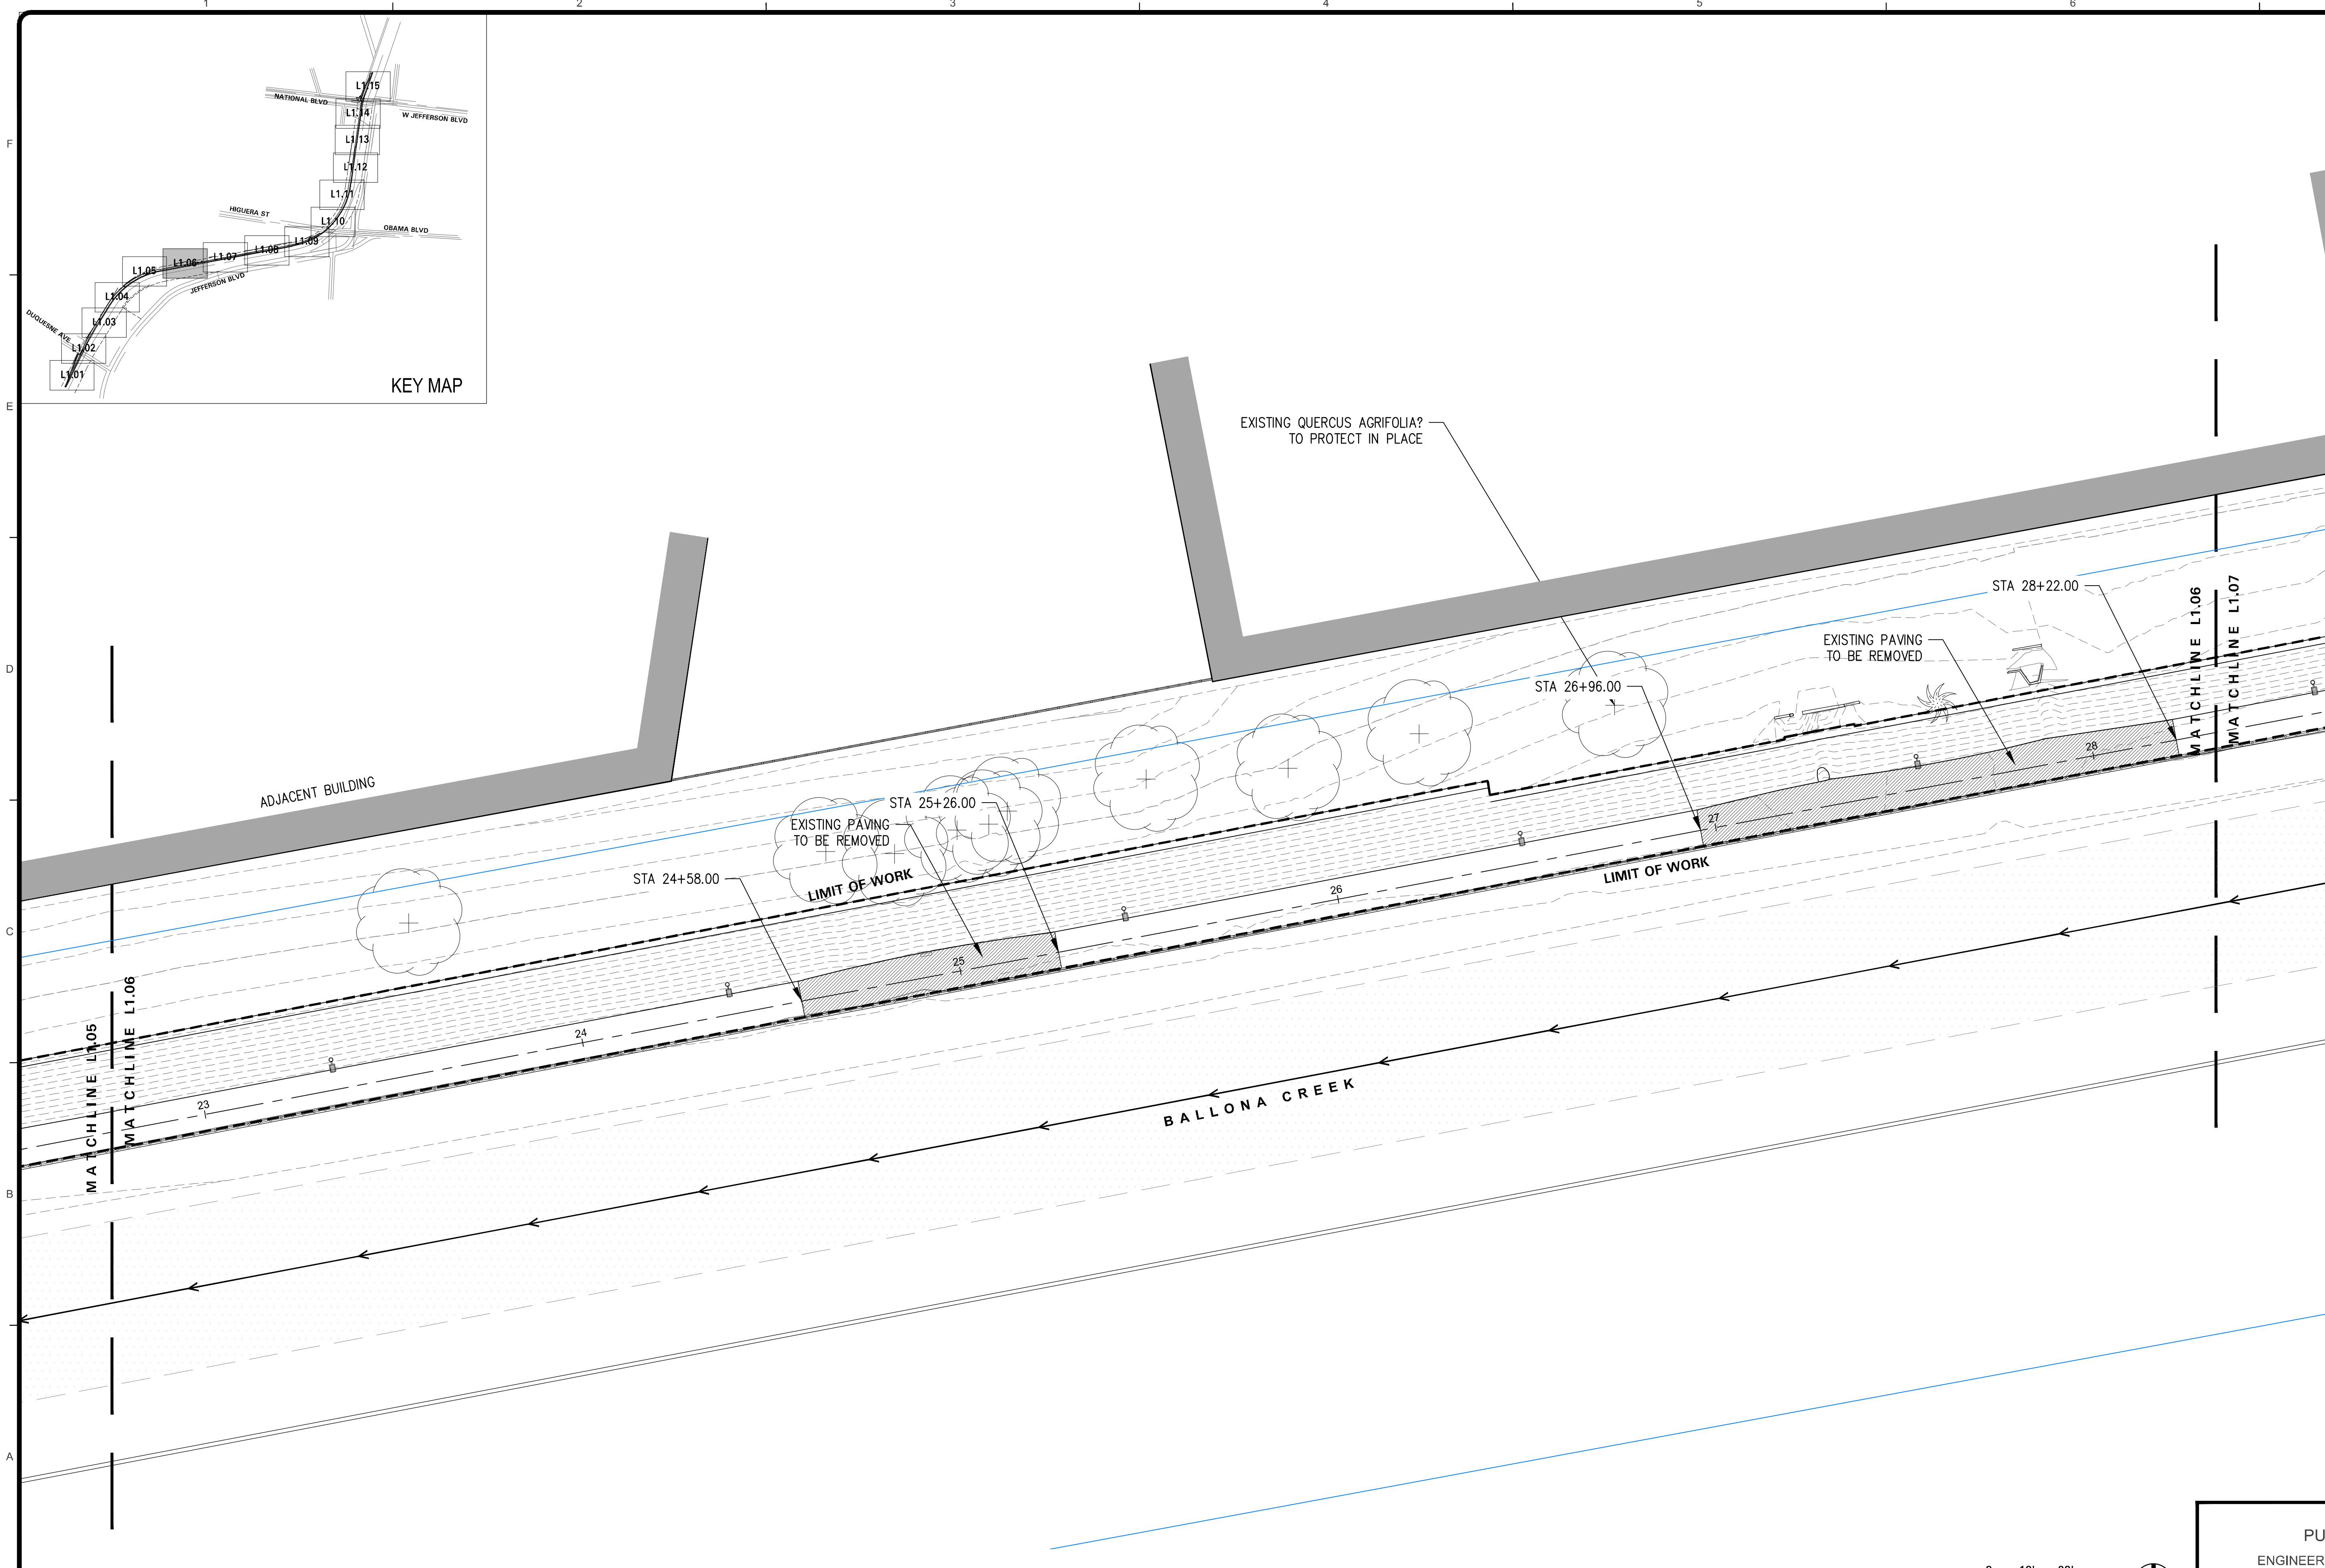 1
2
3
4
5
6
F
E
D
C
B
A
L1.15
NATIONAL BLVD
L1.14
W JEFFERSON BLVD
L1.13
L1.12
L1.11
HIGUERA ST
L1.10
OBAMA BLVD
L1.09
L1.08
L1.07
L1.06
L1.05
JEFFERSON BLVD
L1.04
DUQUESNE AVE
L1.03
L1.02
L1.01
KEY MAP
EXISTING QUERCUS AGRIFOLIA?
TO PROTECT IN PLACE
STA 28+22.00
EXISTING PAVING
TO BE REMOVED
STA 26+96.00
MATCHLINE L1.06
MATCHLINE L1.07
ADJACENT BUILDING
STA 25+26.00
EXISTING PAVING
TO BE REMOVED
STA 24+58.00
LIMIT OF WORK
LIMIT OF WORK
28
27
26
25
24
23
MATCHLINE L1.05
MATCHLIME L1.06
BALLONA CREEK
PU
ENGINEER